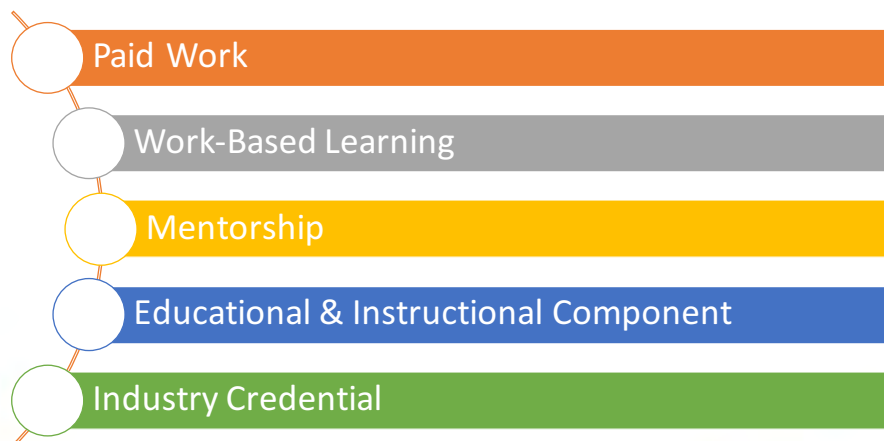 Paid Work
Work-Based Learning
Mentorship
Educational & Instructional Component
Industry Credential